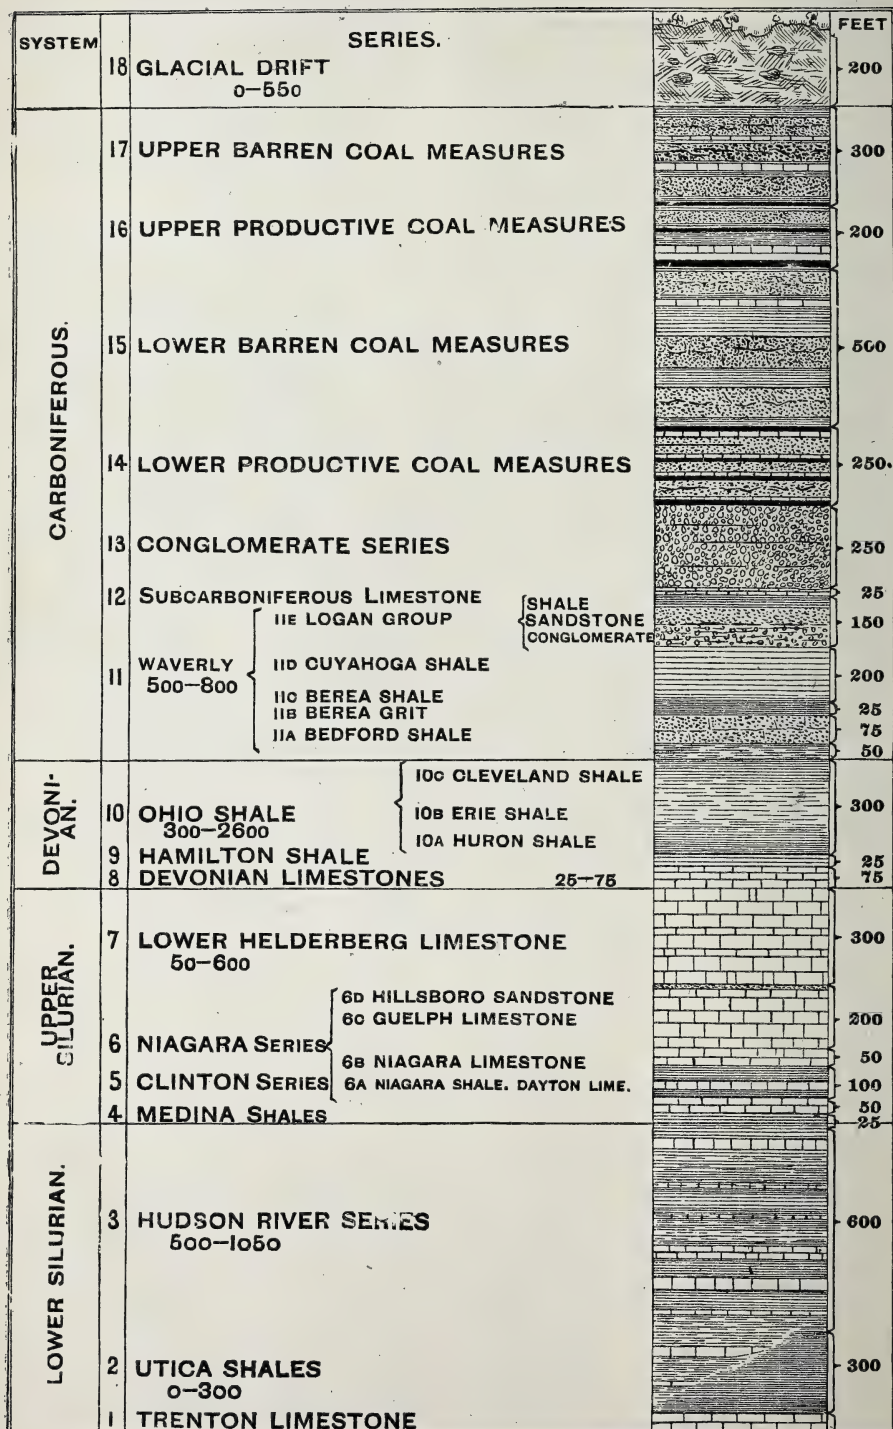 SYSTEM SERIES. FEET
18 GLACIAL DRIFT 200
0-550
CARBONIFEROUS.
17 UPPER BARREN COAL MEASURES 300
16 UPPER PRODUCTIVE COAL MEASURES 200
15 LOWER BARREN COAL MEASURES 500
14 LOWER PRODUCTIVE COAL MEASURES 250.
13 CONGLOMERATE SERIES 250
12 SUBCARBONIFEROUS LIMESTONE 25
11E LOGAN GROUP SHALE SANDSTONE CONGLOMERATE 150
11 WAVERLY 500-800
11D CUYAHOGA SHALE 200
11C BEREA SHALE 25
11B BEREA GRIT 75
11A BEDFORD SHALE 50
DEVONI-
AN.
10C CLEVELAND SHALE
10 OHIO SHALE 10B ERIE SHALE 300
300-2600
10A HURON SHALE
9 HAMILTON SHALE 25
8 DEVONIAN LIMESTONES 25-75 75
UPPER
SILURIAN.
7 LOWER HELDERBERG LIMESTONE 300
50-600
6D HILLSBORO SANDSTONE
6C GUELPH LIMESTONE 200
6 NIAGARA SERIES
6B NIAGARA LIMESTONE 50
5 CLINTON SERIES 6A NIAGARA SHALE. DAYTON LIME. 100
50
4 MEDINA SHALES 25
LOWER SILURIAN.
3 HUDSON RIVER SERIES 600
500-1050
2 UTICA SHALES 300
0-300
1 TRENTON LIMESTONE